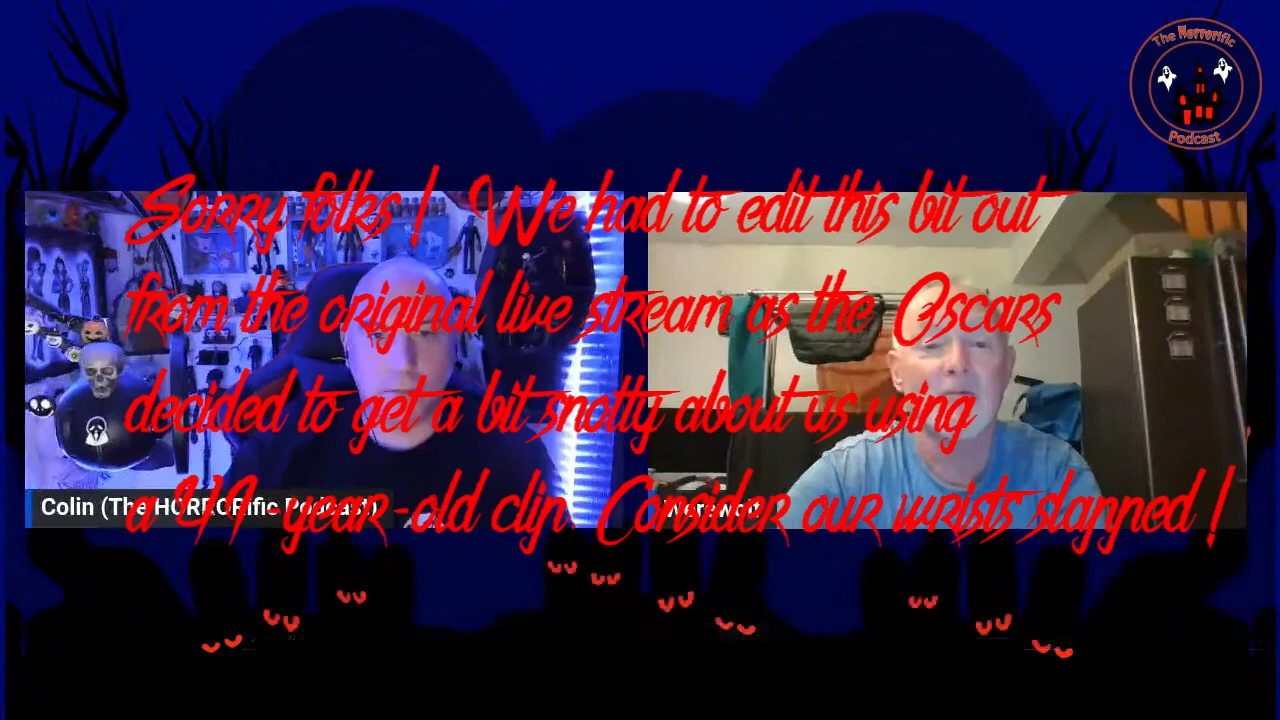 The Horrorific
Podcast
Sorry folks! We had to edit this bit out
from the original live stream as the Oscars
decided to get a bit snotty about us using
a year-old clip. Consider our wrists slapped!
Colin (The HORRORific Podcast)
Werewolf